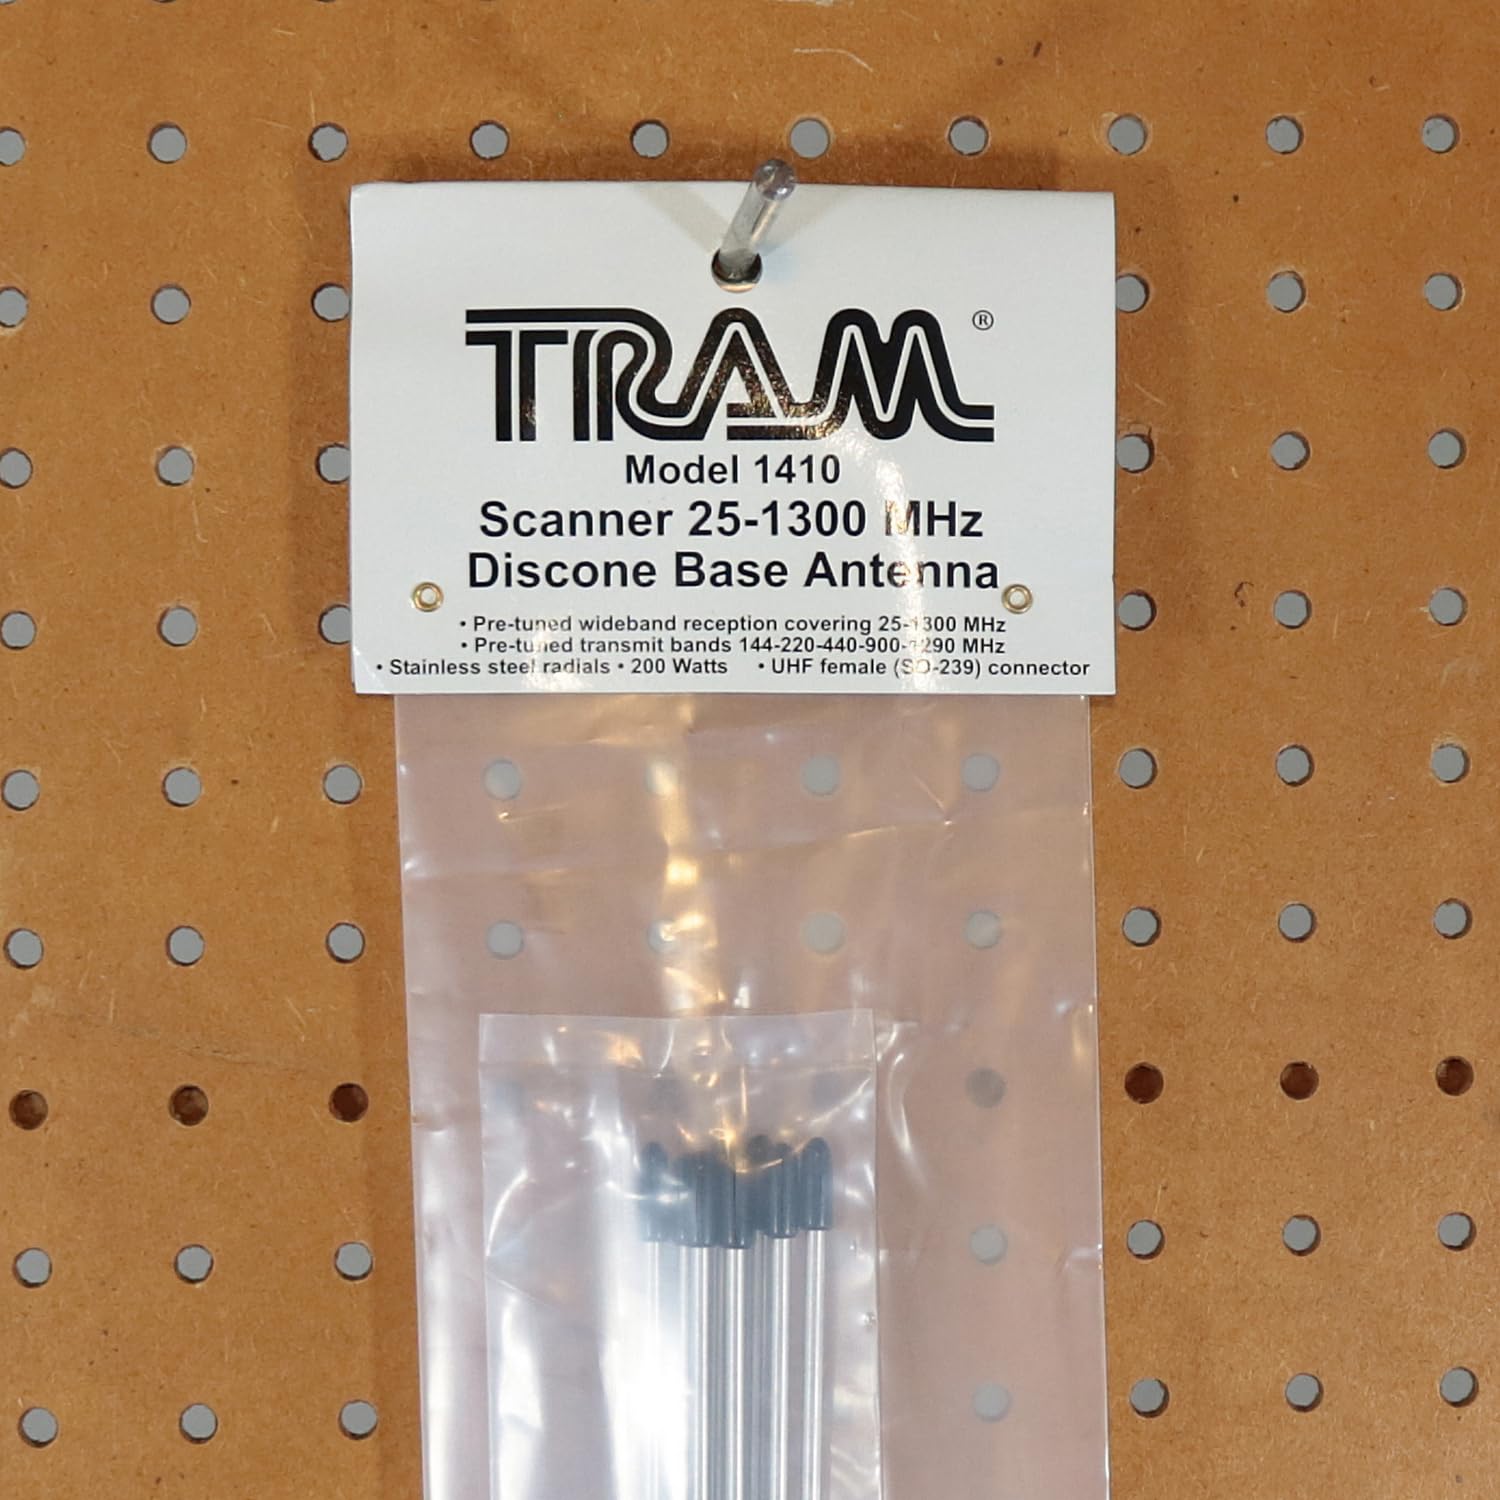 TRAM®
Model 1410
Scanner 25-1300 MHz
Discone Base Antenna
• Pre-tuned wideband reception covering 25-1300 MHz
• Pre-tuned transmit bands 144-220-440-900-1290 MHz
• Stainless steel radials • 200 Watts • UHF female (SO-239) connector